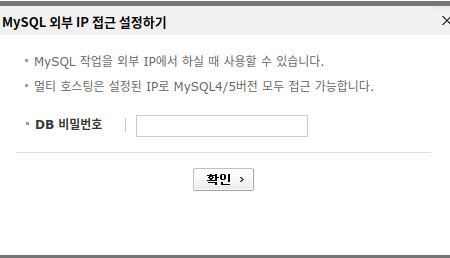 MySQL 외부 IP 접근 설정하기
MySQL 작업을 외부 IP에서 하실 때 사용할 수 있습니다.
멀티 호스팅은 설정된 IP로 MySQL4/5버전 모두 접근 가능합니다.
DB 비밀번호
확인